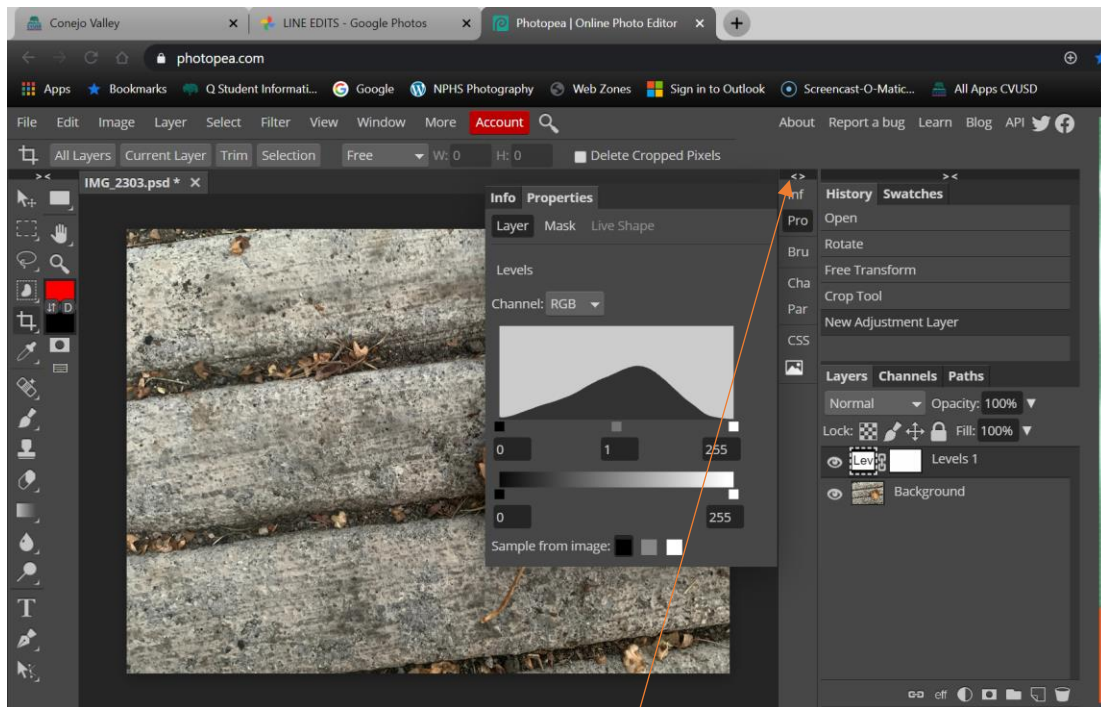 Conejo Valley × LINE EDITS - Google Photos × Photopea | Online Photo Editor × +
photopea.com
Apps Bookmarks Q Student Informati... Google NPHS Photography Web Zones Sign in to Outlook Screencast-O-Matic... All Apps CVUSD
File Edit Image Layer Select Filter View Window More Account About Report a bug Learn Blog API
All Layers Current Layer Trim Selection Free W: 0 H: 0 Delete Cropped Pixels
> < < > > <
IMG_2303.psd * ×
Info Properties
Layer Mask Live Shape
Levels
Channel: RGB
0 1 255
0 255
Sample from image:
Inf
Pro
Bru
Cha
Par
CSS
History Swatches
Open
Rotate
Free Transform
Crop Tool
New Adjustment Layer
Layers Channels Paths
Normal Opacity: 100%
Lock: Fill: 100%
Lev Levels 1
Background
eff
D
T